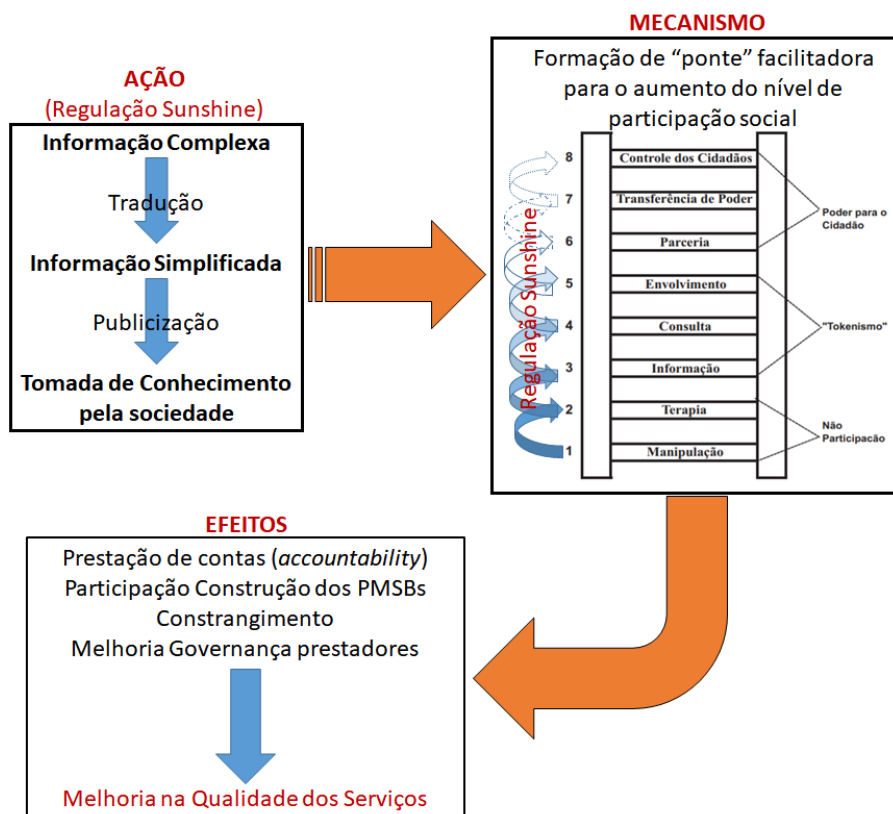 AÇÃO
(Regulação Sunshine)
Informação Complexa
Tradução
Informação Simplificada
Publicização
Tomada de Conhecimento
pela sociedade
MECANISMO
Formação de “ponte” facilitadora
para o aumento do nível de
participação social
Regulação Sunshine
8 Controle dos Cidadãos
7 Transferência de Poder
6 Parceria
5 Envolvimento
4 Consulta
3 Informação
2 Terapia
1 Manipulação
Poder para o
Cidadão
"Tokenismo"
Não
Participacão
EFEITOS
Prestação de contas (accountability)
Participação Construção dos PMSBs
Constrangimento
Melhoria Governança prestadores
Melhoria na Qualidade dos Serviços